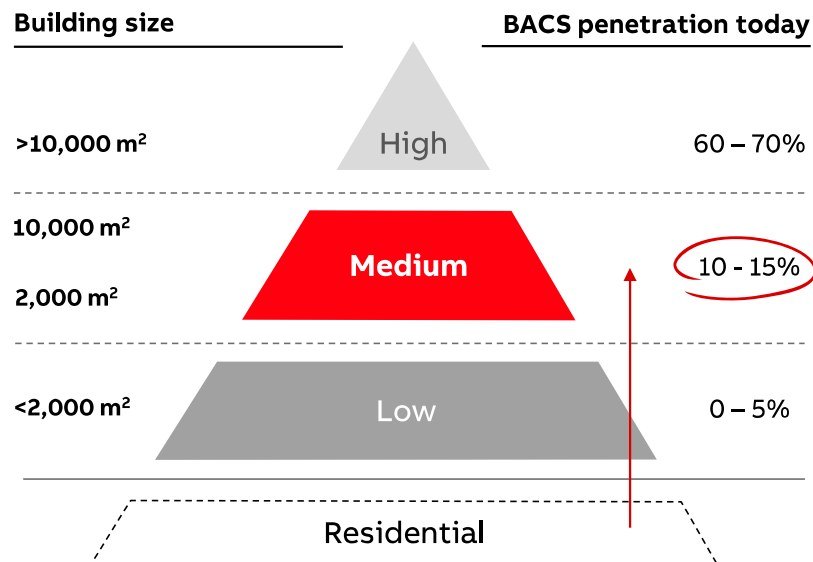 Building size
BACS penetration today
>10,000 m²
High
60 – 70%
10,000 m²
Medium
10 - 15%
2,000 m²
<2,000 m²
Low
0 – 5%
Residential